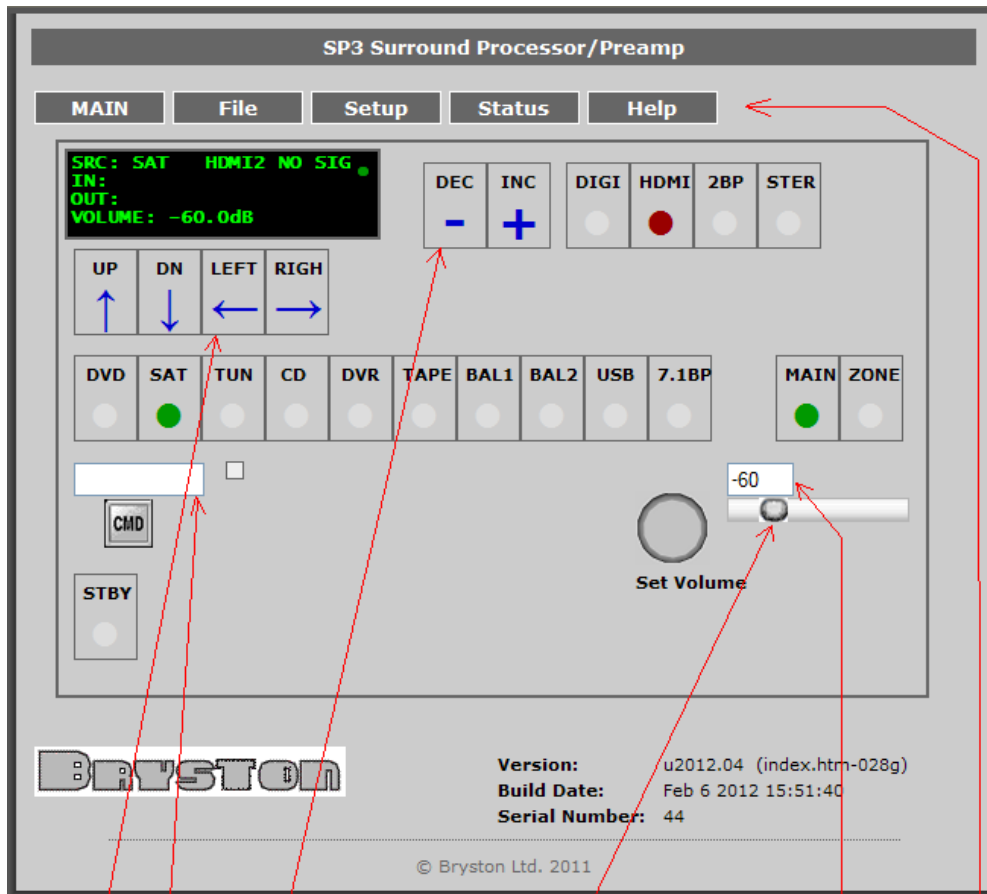 SP3 Surround Processor/Preamp
MAIN File Setup Status Help
SRC: SAT HDMI2 NO SIG
IN:
OUT:
VOLUME: -60.0dB
DEC INC DIGI HDMI 2BP STER
- +
UP DN LEFT RIGH
DVD SAT TUN CD DVR TAPE BAL1 BAL2 USB 7.1BP MAIN ZONE
-60
CMD
Set Volume
STBY
BRYSTON
Version: u2012.04 (index.htm-028g)
Build Date: Feb 6 2012 15:51:40
Serial Number: 44
© Bryston Ltd. 2011